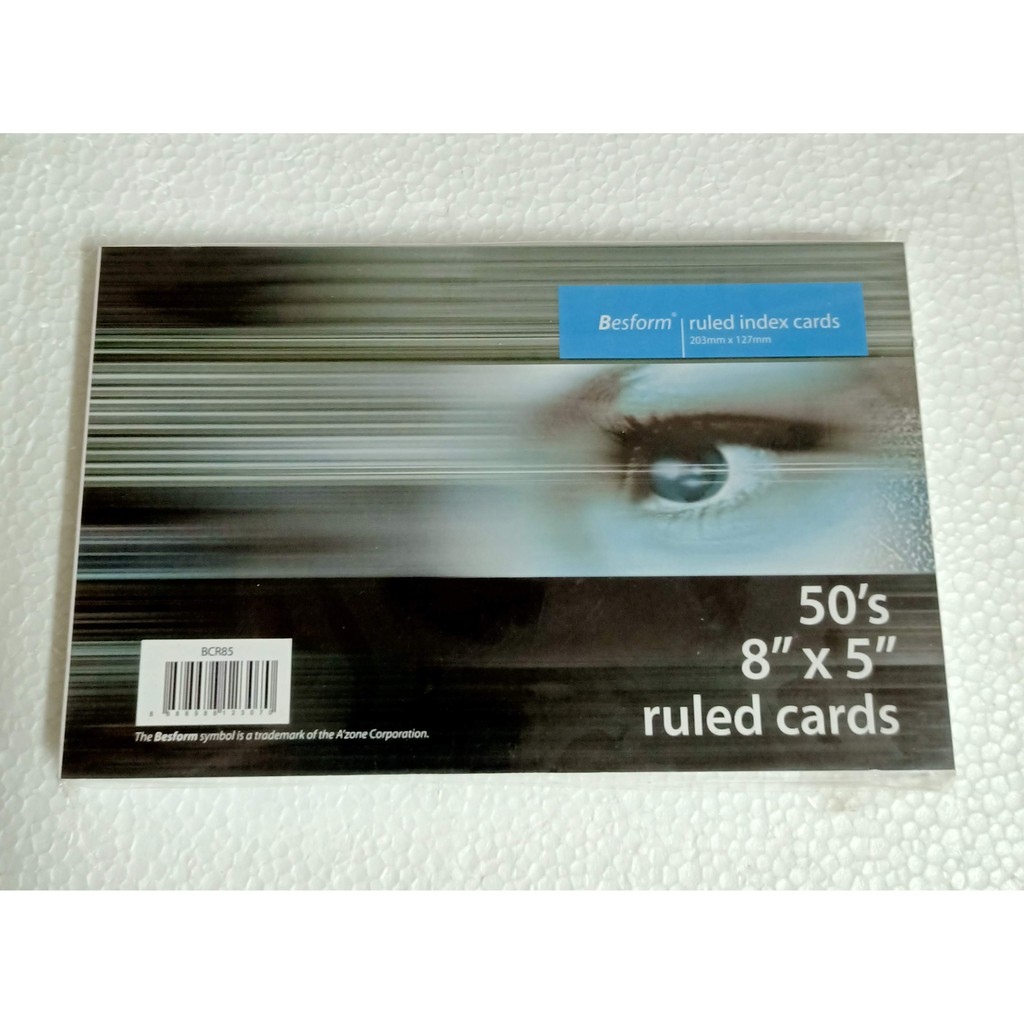 Besform® ruled index cards
203mm x 127mm
50's
8" x 5"
ruled cards
BCR85
The Besform symbol is a trademark of the A'zone Corporation.